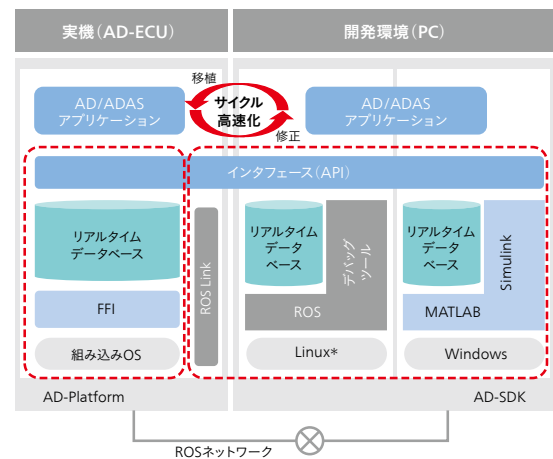 実機（AD-ECU）
開発環境（PC）
移植
AD/ADAS
アプリケーション
サイクル
高速化
AD/ADAS
アプリケーション
修正
インタフェース（API）
リアルタイム
データベース
ROS Link
リアルタイム
データ
ベース
デバッグ
ツール
リアルタイム
データ
ベース
Simulink
FFI
ROS
MATLAB
組み込みOS
Linux*
Windows
AD-Platform
AD-SDK
ROSネットワーク